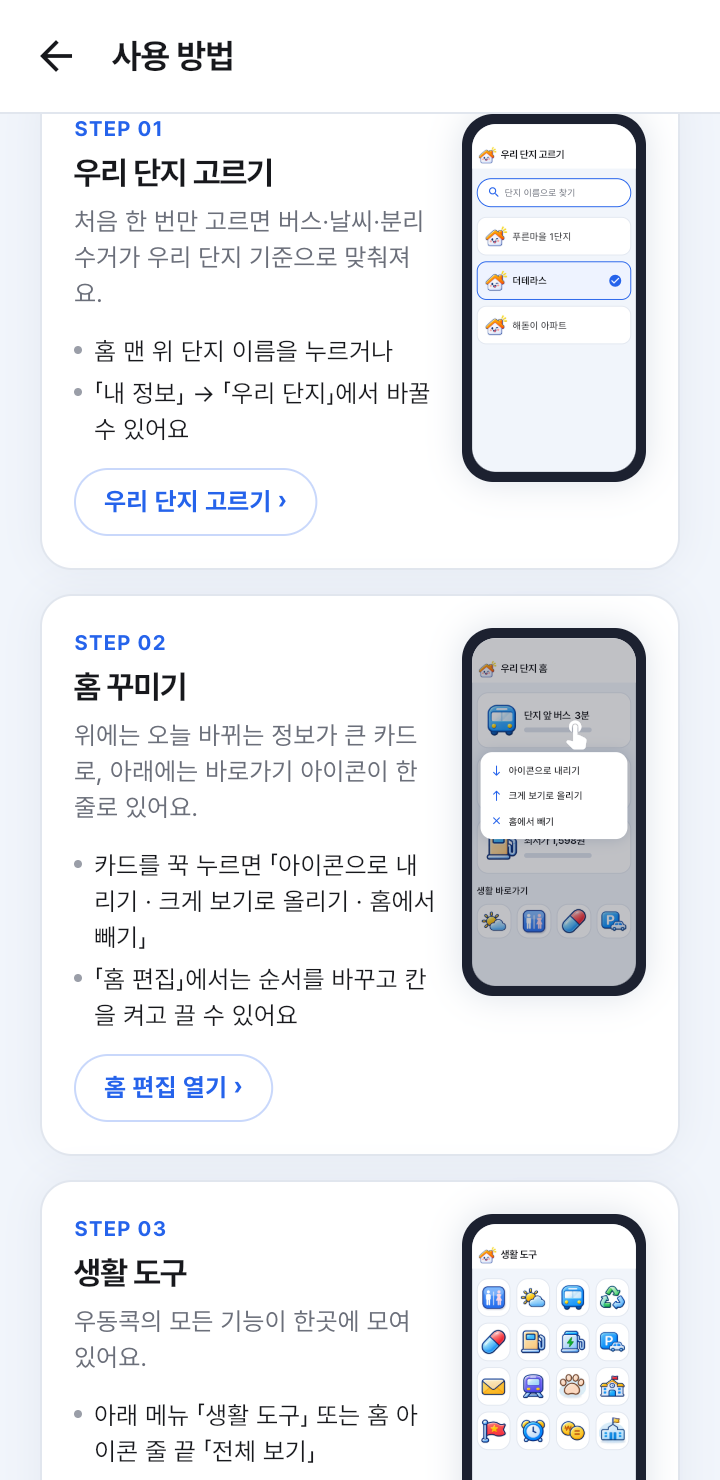 사용 방법
STEP 01
우리 단지 고르기
처음 한 번만 고르면 버스·날씨·분리
수거가 우리 단지 기준으로 맞춰져
요.
홈 맨 위 단지 이름을 누르거나
「내 정보」 → 「우리 단지」에서 바꿀
수 있어요
우리 단지 고르기 ›
우리 단지 고르기
단지 이름으로 찾기
푸른마을 1단지
더테라스
해돋이 아파트
STEP 02
홈 꾸미기
위에는 오늘 바뀌는 정보가 큰 카드
로, 아래에는 바로가기 아이콘이 한
줄로 있어요.
카드를 꾹 누르면 「아이콘으로 내
리기 · 크게 보기로 올리기 · 홈에서
빼기」
「홈 편집」에서는 순서를 바꾸고 칸
을 켜고 끌 수 있어요
홈 편집 열기 ›
우리 단지 홈
단지 앞 버스 3분
아이콘으로 내리기
크게 보기로 올리기
홈에서 빼기
최저가 1,598원
생활 바로가기
STEP 03
생활 도구
우동콕의 모든 기능이 한곳에 모여
있어요.
아래 메뉴 「생활 도구」 또는 홈 아
이콘 줄 끝 「전체 보기」
생활 도구